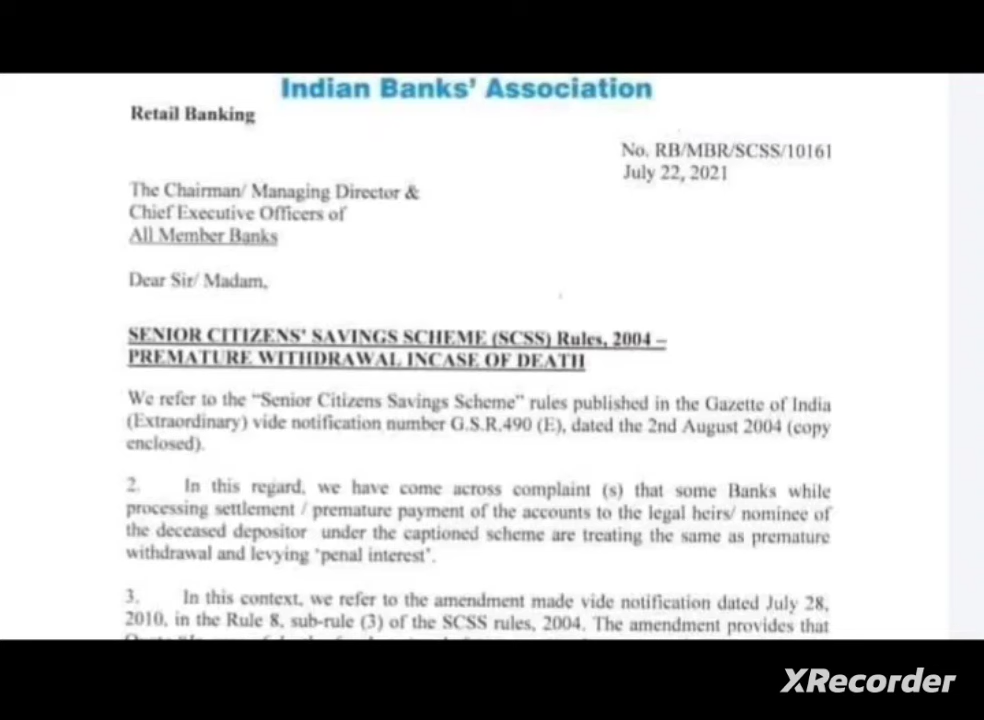 Indian Banks' Association
Retail Banking
No. RB/MBR/SCSS/10161
July 22, 2021
The Chairman/ Managing Director &
Chief Executive Officers of
All Member Banks
Dear Sir/ Madam,
SENIOR CITIZENS' SAVINGS SCHEME (SCSS) Rules, 2004 –
PREMATURE WITHDRAWAL INCASE OF DEATH
We refer to the "Senior Citizens Savings Scheme" rules published in the Gazette of India
(Extraordinary) vide notification number G.S.R.490 (E), dated the 2nd August 2004 (copy
enclosed).
2. In this regard, we have come across complaint (s) that some Banks while
processing settlement / premature payment of the accounts to the legal heirs/ nominee of
the deceased depositor under the captioned scheme are treating the same as premature
withdrawal and levying 'penal interest'.
3. In this context, we refer to the amendment made vide notification dated July 28,
2010, in the Rule 8, sub-rule (3) of the SCSS rules, 2004. The amendment provides that
XRecorder